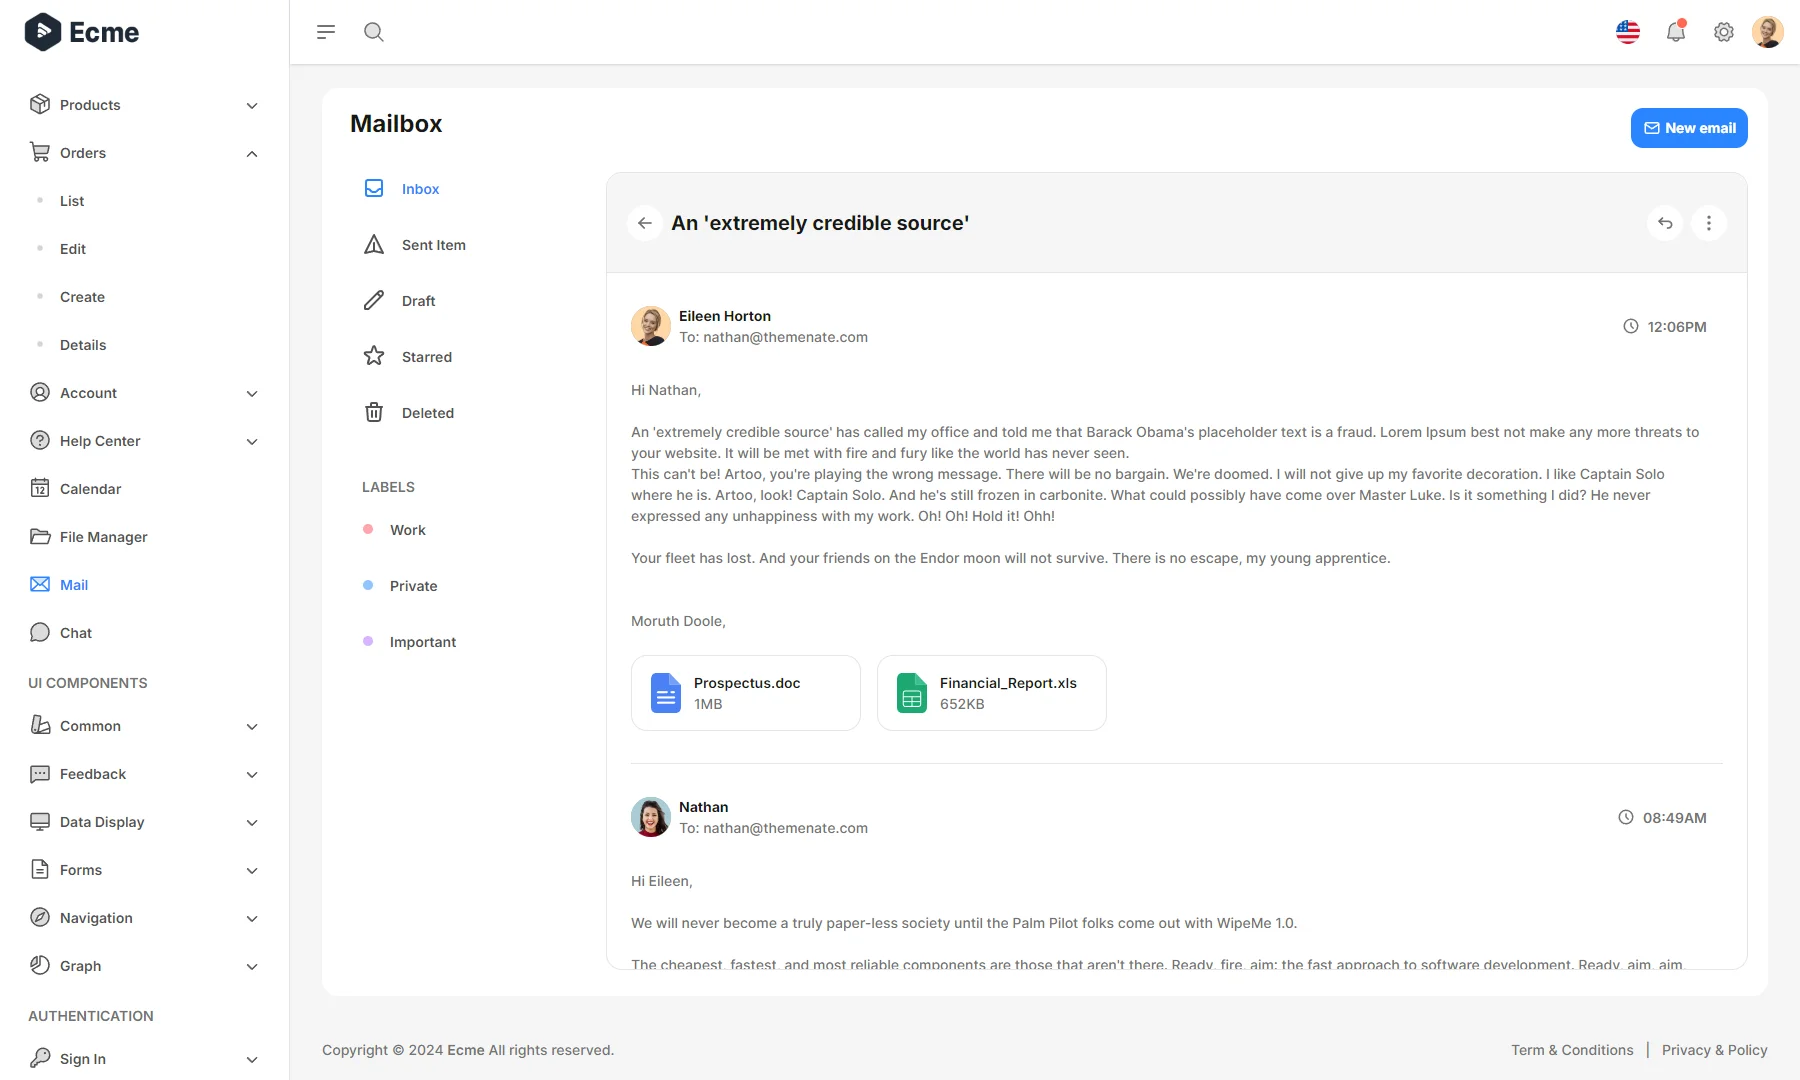 Ecme
Products
Orders
List
Edit
Create
Details
Account
Help Center
12
Calendar
File Manager
Mail
Chat
UI COMPONENTS
Common
Feedback
Data Display
Forms
Navigation
Graph
AUTHENTICATION
Sign In
Mailbox
New email
Inbox
Sent Item
Draft
Starred
Deleted
LABELS
Work
Private
Important
An 'extremely credible source'
Eileen Horton
To: nathan@themenate.com
12:06PM
Hi Nathan,
An 'extremely credible source' has called my office and told me that Barack Obama's placeholder text is a fraud. Lorem Ipsum best not make any more threats to
your website. It will be met with fire and fury like the world has never seen.
This can't be! Artoo, you're playing the wrong message. There will be no bargain. We're doomed. I will not give up my favorite decoration. I like Captain Solo
where he is. Artoo, look! Captain Solo. And he's still frozen in carbonite. What could possibly have come over Master Luke. Is it something I did? He never
expressed any unhappiness with my work. Oh! Oh! Hold it! Ohh!
Your fleet has lost. And your friends on the Endor moon will not survive. There is no escape, my young apprentice.
Moruth Doole,
Prospectus.doc
1MB
Financial_Report.xls
652KB
Nathan
To: nathan@themenate.com
08:49AM
Hi Eileen,
We will never become a truly paper-less society until the Palm Pilot folks come out with WipeMe 1.0.
The cheapest, fastest, and most reliable components are those that aren't there. Ready, fire, aim: the fast approach to software development. Ready, aim, aim,
Copyright © 2024 Ecme All rights reserved.
Term & Conditions | Privacy & Policy